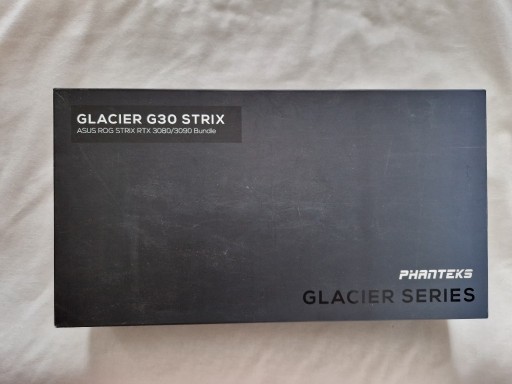 GLACIER G30 STRIX
ASUS ROG STRIX RTX 3080/3090 Bundle
PHANTEKS
GLACIER SERIES